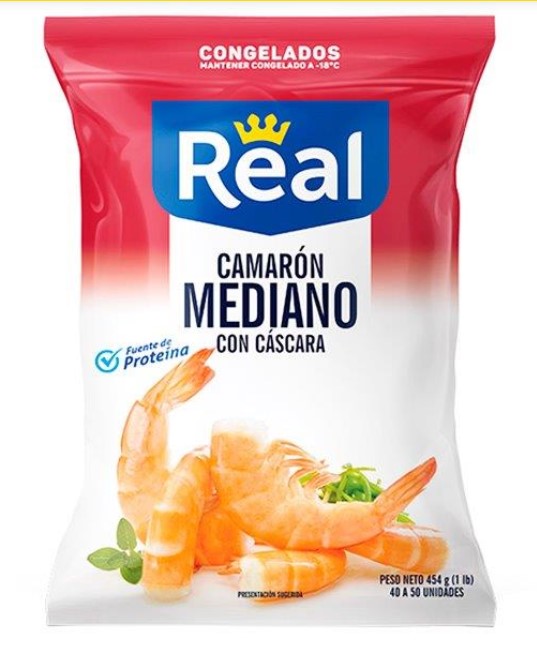 CONGELADOS
MANTENER CONGELADO A -18°C
Real
CAMARÓN
MEDIANO
CON CÁSCARA
Fuente de
Proteína
PESO NETO 454 g (1 lb)
40 A 50 UNIDADES
PRESENTACIÓN SUGERIDA